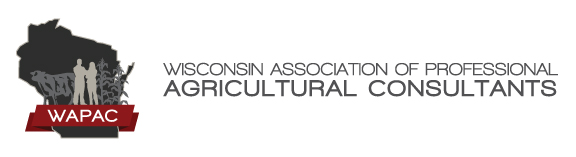 WISCONSIN ASSOCIATION OF PROFESSIONAL
AGRICULTURAL CONSULTANTS
WAPAC